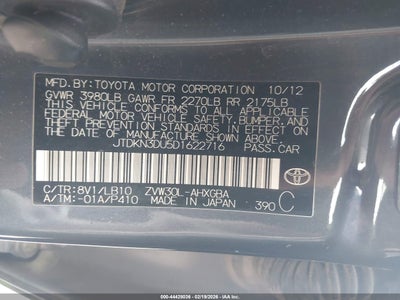 MFD. BY: TOYOTA MOTOR CORPORATION 10/12
GVWR 3980LB GAWR FR 2270LB RR 2175LB
THIS VEHICLE CONFORMS TO ALL APPLICABLE
FEDERAL MOTOR VEHICLE SAFETY, BUMPER, AND
THEFT PREVENTION STANDARDS IN EFFECT ON
THE DATE OF MANUFACTURE SHOWN ABOVE.
JTDKN3DU5D1622716 PASS.CAR
C/TR: 8V1/LB10 ZVW30L-AHXGBA
A/TM: -01A/P410 MADE IN JAPAN 390 C
TOYOTA
000-44429036 - 02/19/2026 - IAA